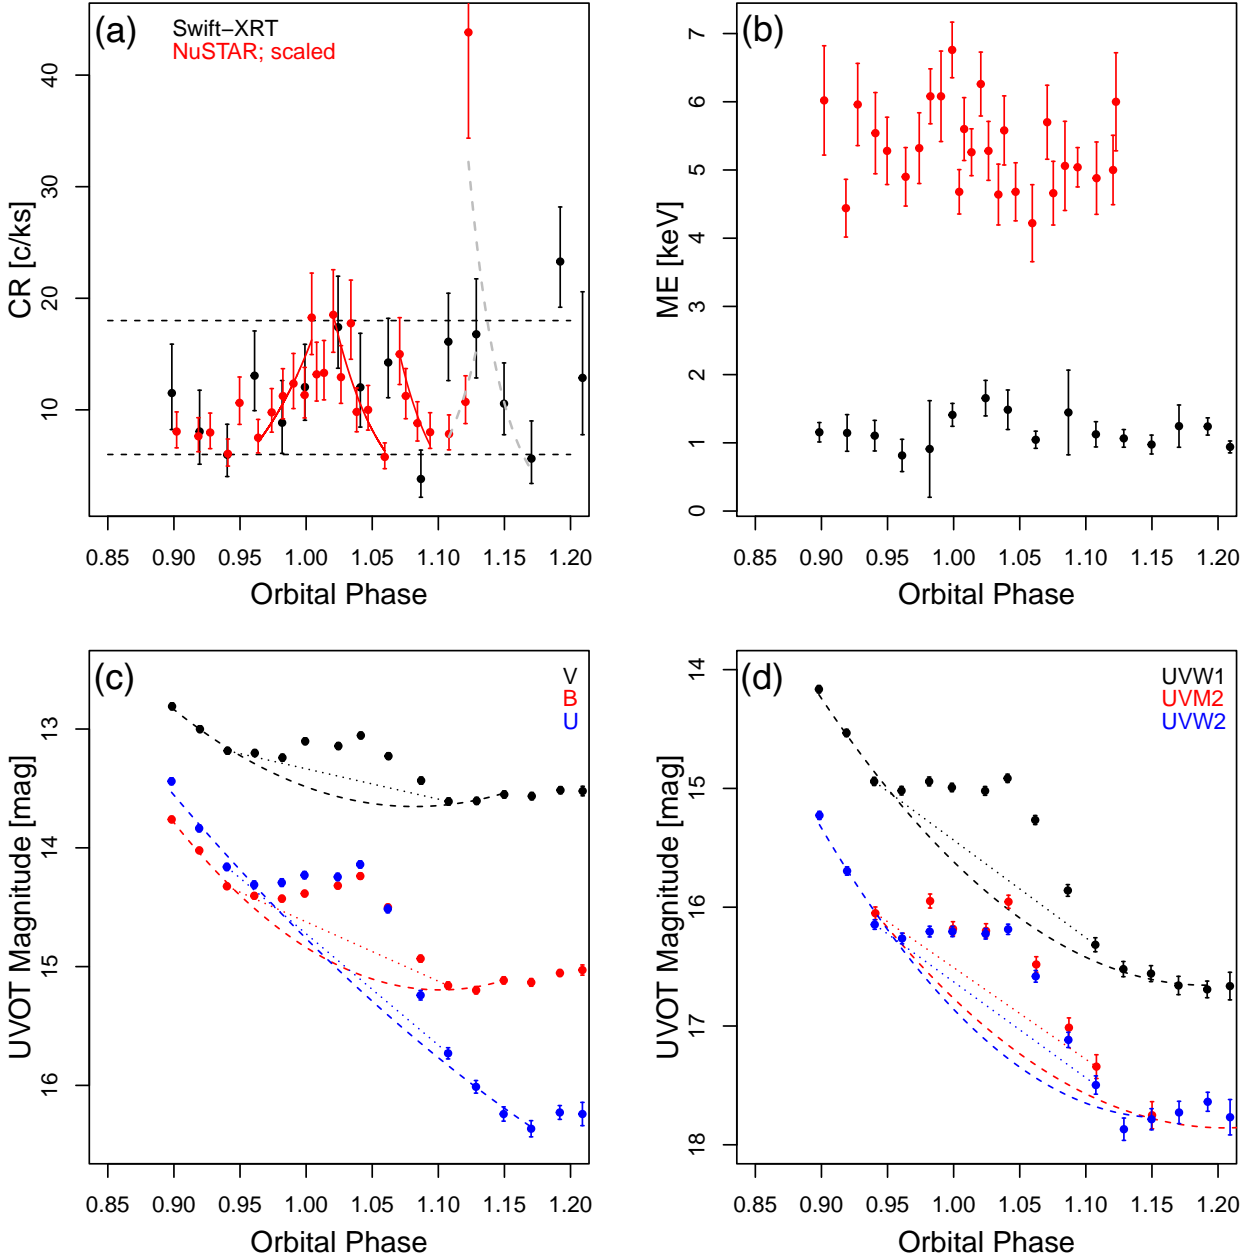 (a)
Swift−XRT
NuSTAR; scaled
CR [c/ks]
10
20
30
40
0.85 0.90 0.95 1.00 1.05 1.10 1.15 1.20
Orbital Phase
(b)
ME [keV]
0
1
2
3
4
5
6
7
0.85 0.90 0.95 1.00 1.05 1.10 1.15 1.20
Orbital Phase
(c)
V
B
U
UVOT Magnitude [mag]
13
14
15
16
0.85 0.90 0.95 1.00 1.05 1.10 1.15 1.20
Orbital Phase
(d)
UVW1
UVM2
UVW2
UVOT Magnitude [mag]
14
15
16
17
18
0.85 0.90 0.95 1.00 1.05 1.10 1.15 1.20
Orbital Phase